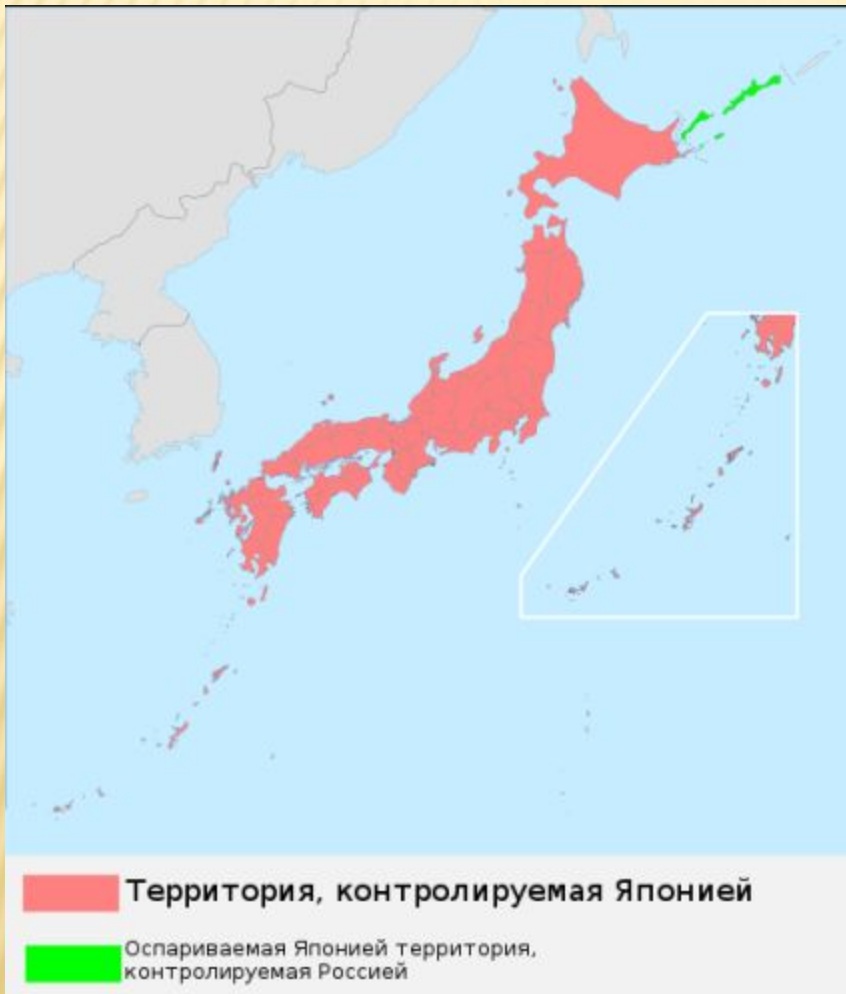 Территория, контролируемая Японией
Оспариваемая Японией территория,
контролируемая Россией